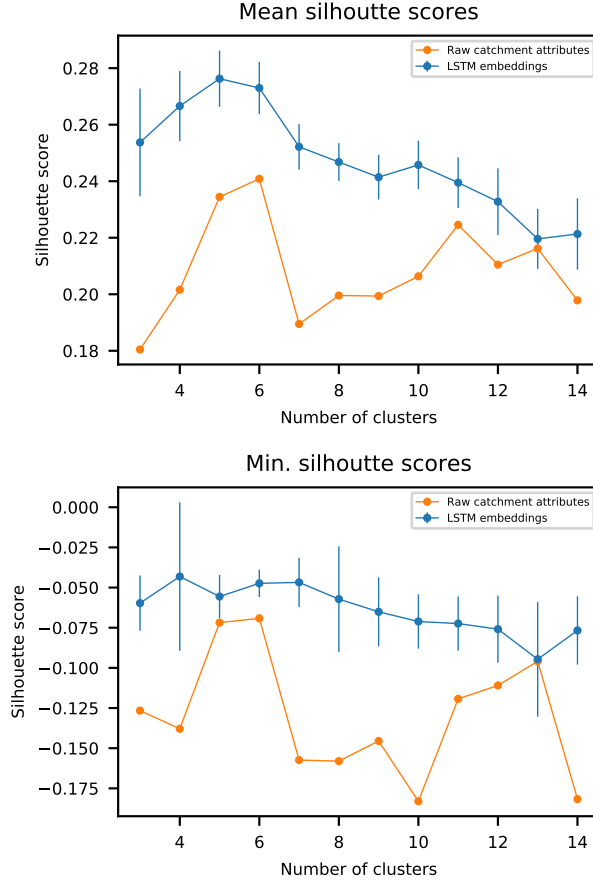 Mean silhoutte scores
Raw catchment attributes
LSTM embeddings
Silhouette score
0.28
0.26
0.24
0.22
0.20
0.18
4
6
8
10
12
14
Number of clusters
Min. silhoutte scores
Raw catchment attributes
LSTM embeddings
Silhouette score
0.000
−0.025
−0.050
−0.075
−0.100
−0.125
−0.150
−0.175
4
6
8
10
12
14
Number of clusters